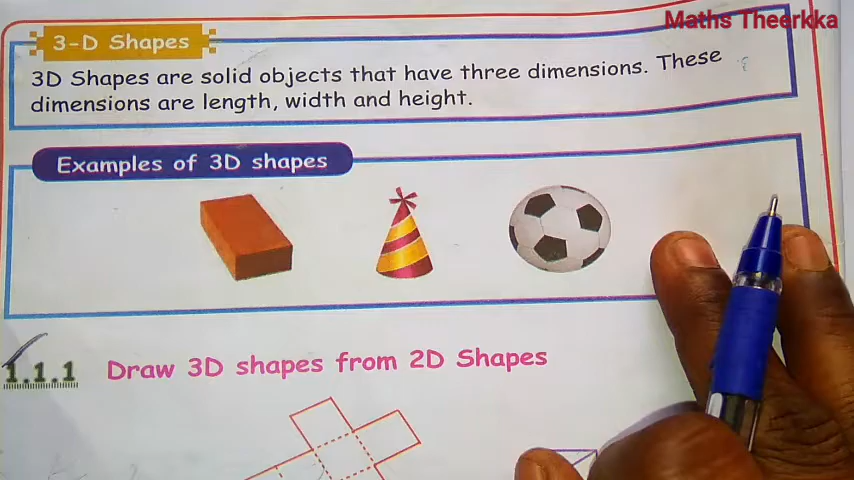 Maths Theerkka
3-D Shapes
3D Shapes are solid objects that have three dimensions. These
dimensions are length, width and height.
Examples of 3D shapes
1.1.1 Draw 3D shapes from 2D Shapes